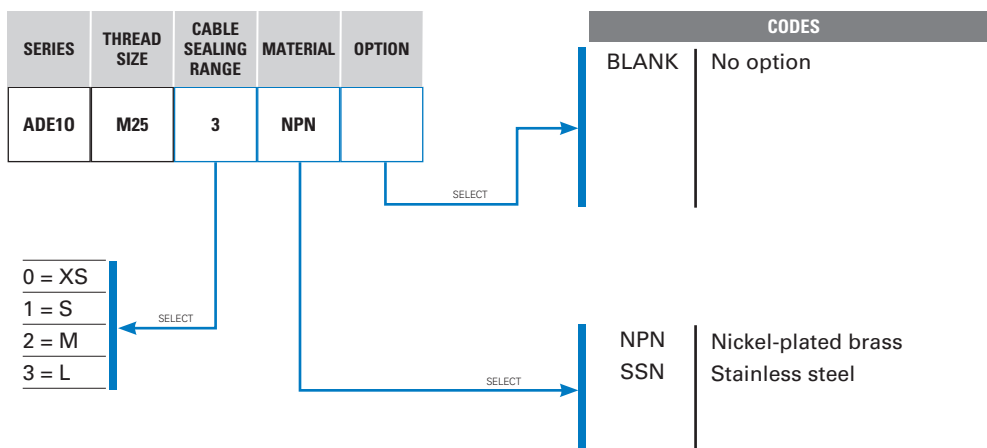 SERIES
THREAD SIZE
CABLE SEALING RANGE
MATERIAL
OPTION
ADE10
M25
3
NPN
CODES
BLANK No option
SELECT
0 = XS
1 = S
2 = M
3 = L
SELECT
NPN Nickel-plated brass
SSN Stainless steel
SELECT